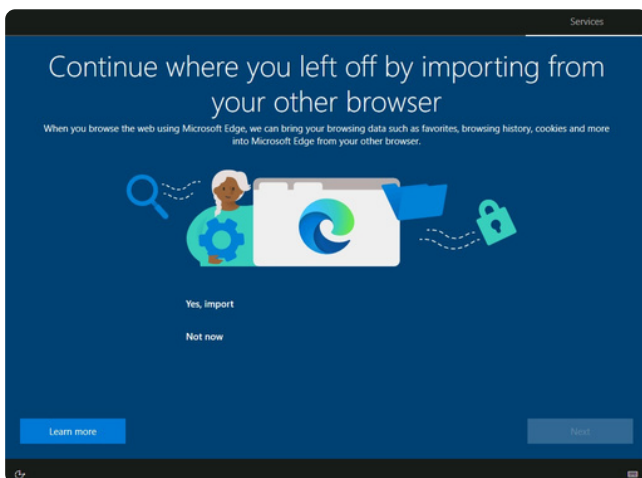 Services
Continue where you left off by importing from
your other browser
When you browse the web using Microsoft Edge, we can bring your browsing data such as favorites, browsing history, cookies and more
into Microsoft Edge from your other browser.
Yes, import
Not now
Learn more
Next